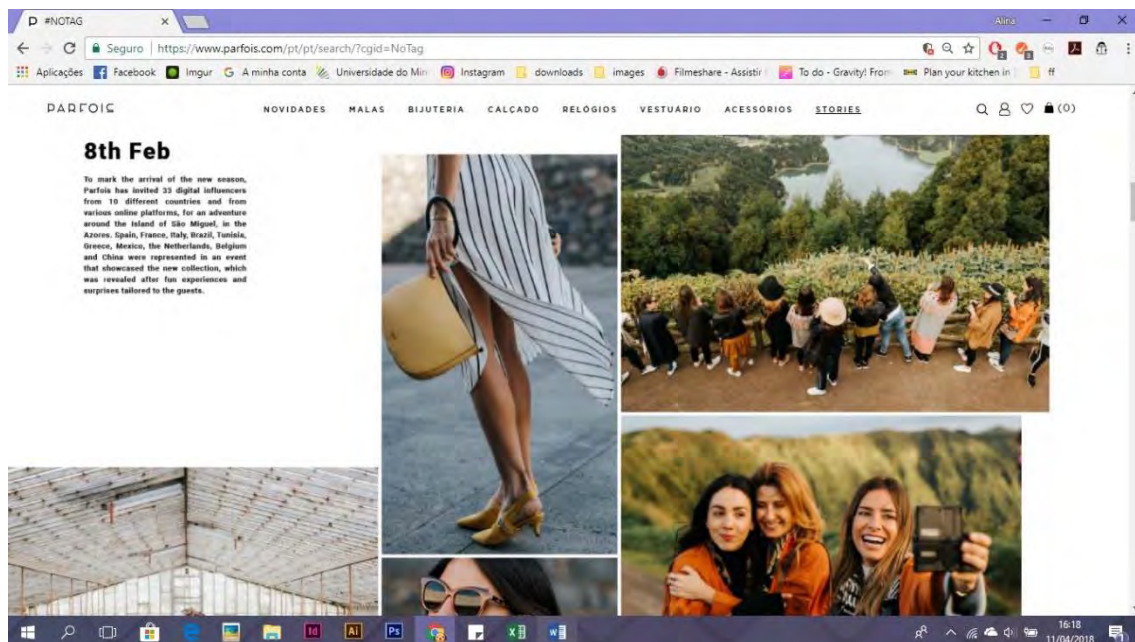 #NOTAG
Alina
Seguro https://www.parfois.com/pt/pt/search/?cgid=NoTag
Aplicações Facebook Imgur A minha conta Universidade do Min Instagram downloads images Filmeshare - Assistir To do - Gravity! From Plan your kitchen in ff
PARFOIS NOVIDADES MALAS BIJUTERIA CALÇADO RELÓGIOS VESTUÁRIO ACESSÓRIOS STORIES (0)
8th Feb
To mark the arrival of the new season,
Parfois has invited 33 digital influencers
from 10 different countries and from
various online platforms, for an adventure
around the Island of São Miguel, in the
Azores. Spain, France, Italy, Brazil, Tunisia,
Greece, Mexico, the Netherlands, Belgium
and China were represented in an event
that showcased the new collection, which
was revealed after fun experiences and
surprises tailored to the guests.
Id Ai Ps
16:18
11/04/2018